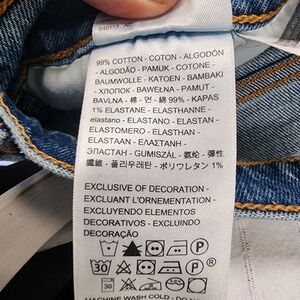 99% COTTON - COTON - ALGODÓN
- ALGODÃO - PAMUK - COTONE -
BAUMWOLLE - KATOEN - BAMBAKI
- ХЛОПОК - BAWEŁNA - PAMUT -
BAVLNA - 棉 - 면 - 綿 99% - KAPAS
1% ELASTANE - ELASTHANNE -
elastano - ELASTANO - ELASTAN -
ELASTOMERO - ELASTHAN -
ELASTAAN - ΕΛΑΣΤΑΝΗ -
ЭЛАСТАН - GUMISZÁL - 氨纶 - 彈性
纖維 - 폴리우레탄 - ポリウレタン 1%
EXCLUSIVE OF DECORATION -
EXCLUANT L'ORNEMENTATION -
EXCLUYENDO ELEMENTOS
DECORATIVOS - EXCLUINDO
DECORAÇÃO
30 P
30 P
MACHINE WASH COLD - DO